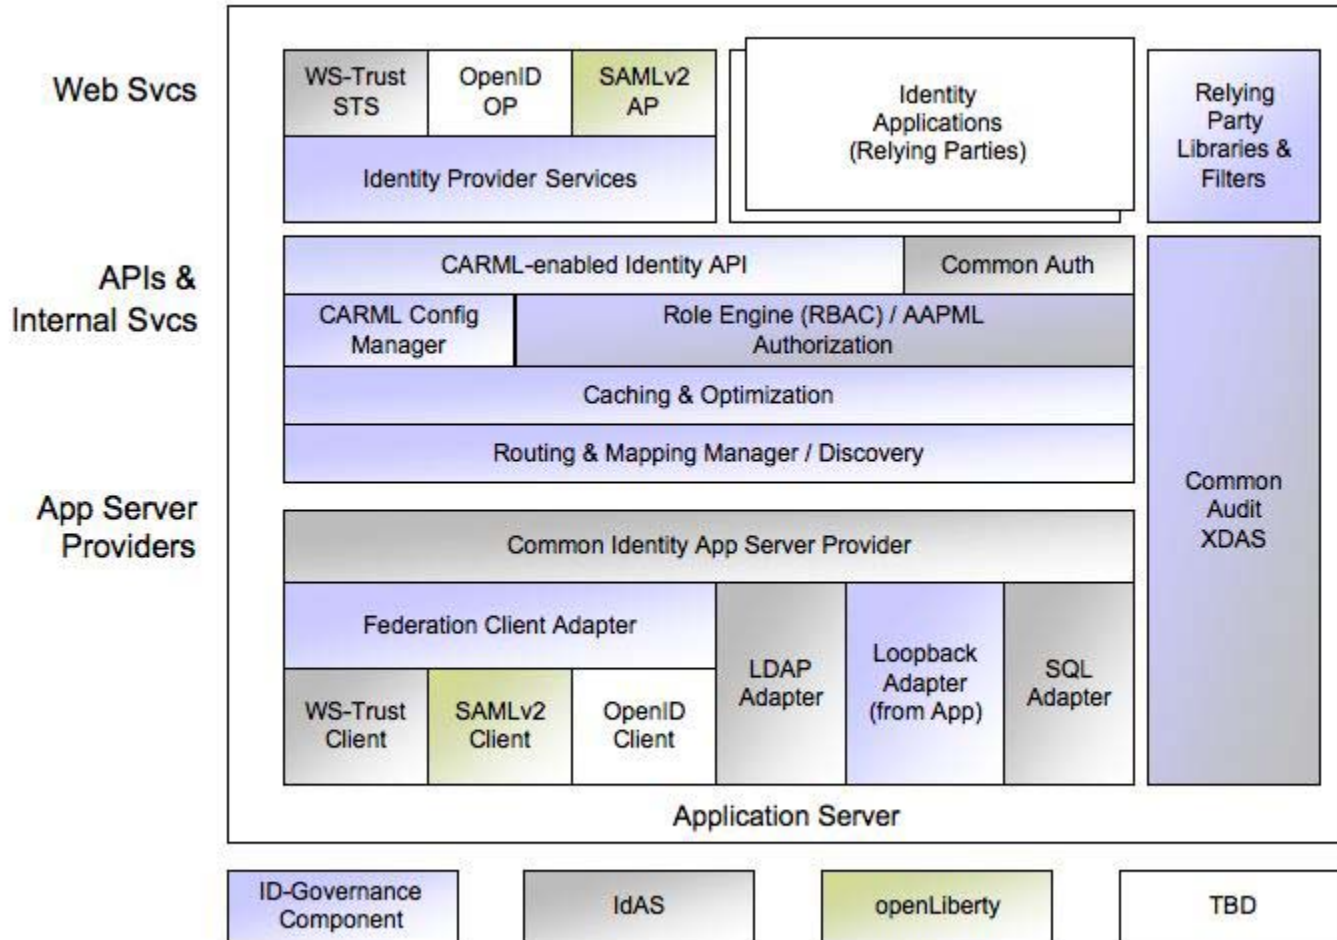 Web Svcs
WS-Trust
STS
OpenID
OP
SAMLv2
AP
Identity Provider Services
Identity
Applications
(Relying Parties)
Relying
Party
Libraries &
Filters
APIs &
Internal Svcs
CARML-enabled Identity API
Common Auth
CARML Config
Manager
Role Engine (RBAC) / AAPML
Authorization
Caching & Optimization
Routing & Mapping Manager / Discovery
Common
Audit
XDAS
App Server
Providers
Common Identity App Server Provider
Federation Client Adapter
WS-Trust
Client
SAMLv2
Client
OpenID
Client
LDAP
Adapter
Loopback
Adapter
(from App)
SQL
Adapter
Application Server
ID-Governance
Component
IdAS
openLiberty
TBD